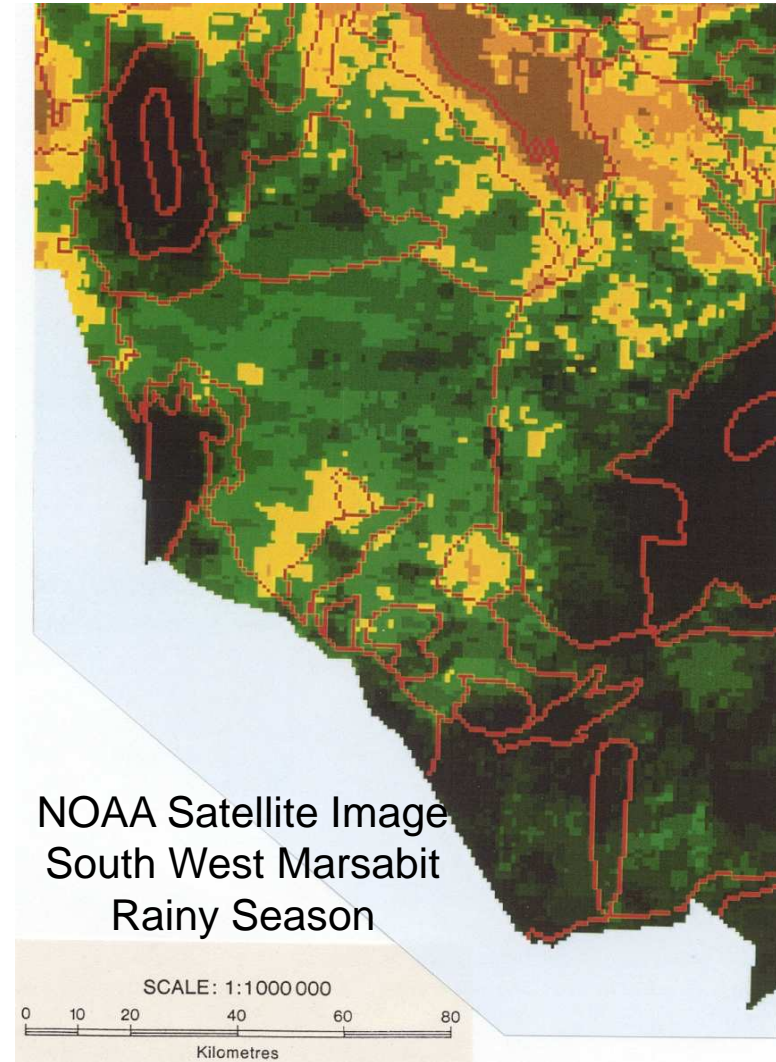 NOAA Satellite Image
South West Marsabit
Rainy Season
SCALE: 1:1000 000
0 10 20 40 60 80
Kilometres